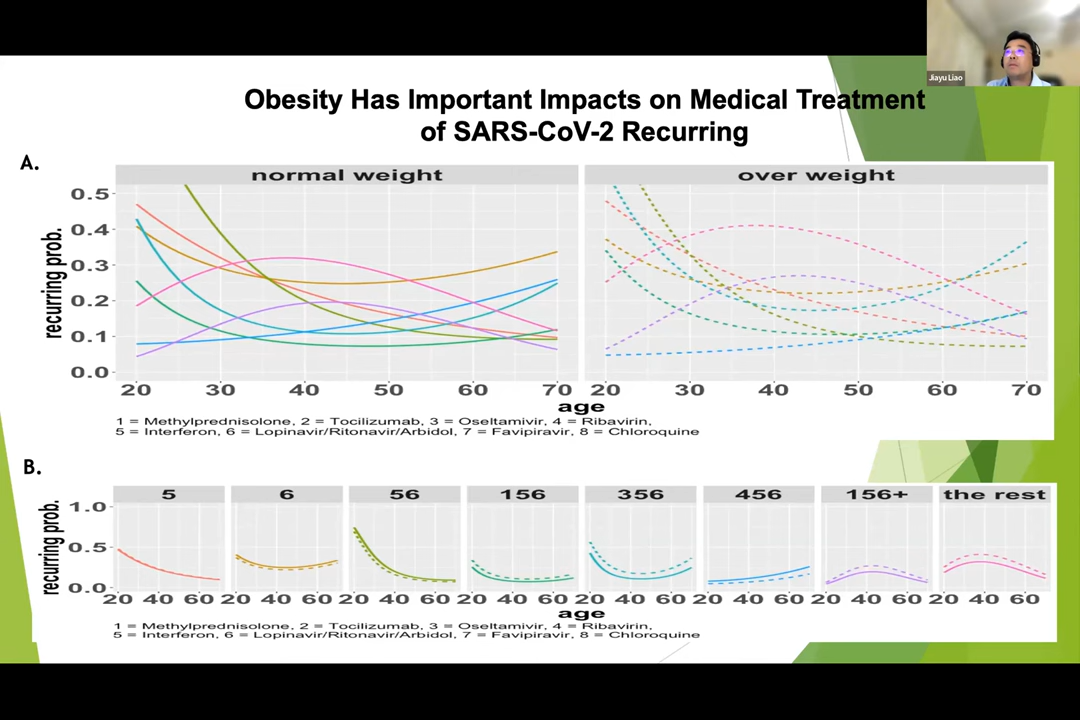 Jiayu Liao
Obesity Has Important Impacts on Medical Treatment
of SARS-CoV-2 Recurring
A.
normal weight
over weight
recurring prob.
0.5
0.4
0.3
0.2
0.1
0.0
20 30 40 50 60 70
20 30 40 50 60 70
age
1 = Methylprednisolone, 2 = Tocilizumab, 3 = Oseltamivir, 4 = Ribavirin,
5 = Interferon, 6 = Lopinavir/Ritonavir/Arbidol, 7 = Favipiravir, 8 = Chloroquine
B.
5 6 56 156 356 456 156+ the rest
recurring prob.
1.0
0.5
0.0
20 40 60 20 40 60 20 40 60 20 40 60 20 40 60 20 40 60 20 40 60 20 40 60
age
1 = Methylprednisolone, 2 = Tocilizumab, 3 = Oseltamivir, 4 = Ribavirin,
5 = Interferon, 6 = Lopinavir/Ritonavir/Arbidol, 7 = Favipiravir, 8 = Chloroquine